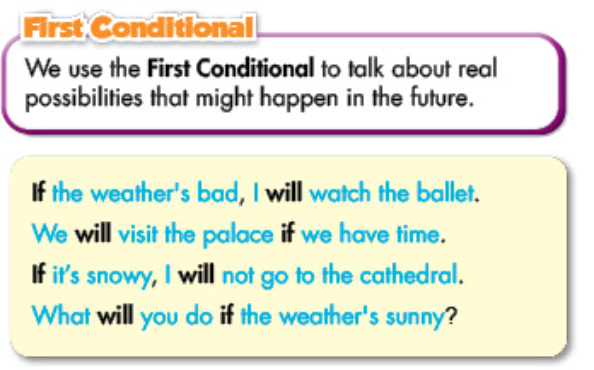 First Conditional
We use the First Conditional to talk about real
possibilities that might happen in the future.
If the weather's bad, I will watch the ballet.
We will visit the palace if we have time.
If it's snowy, I will not go to the cathedral.
What will you do if the weather's sunny?